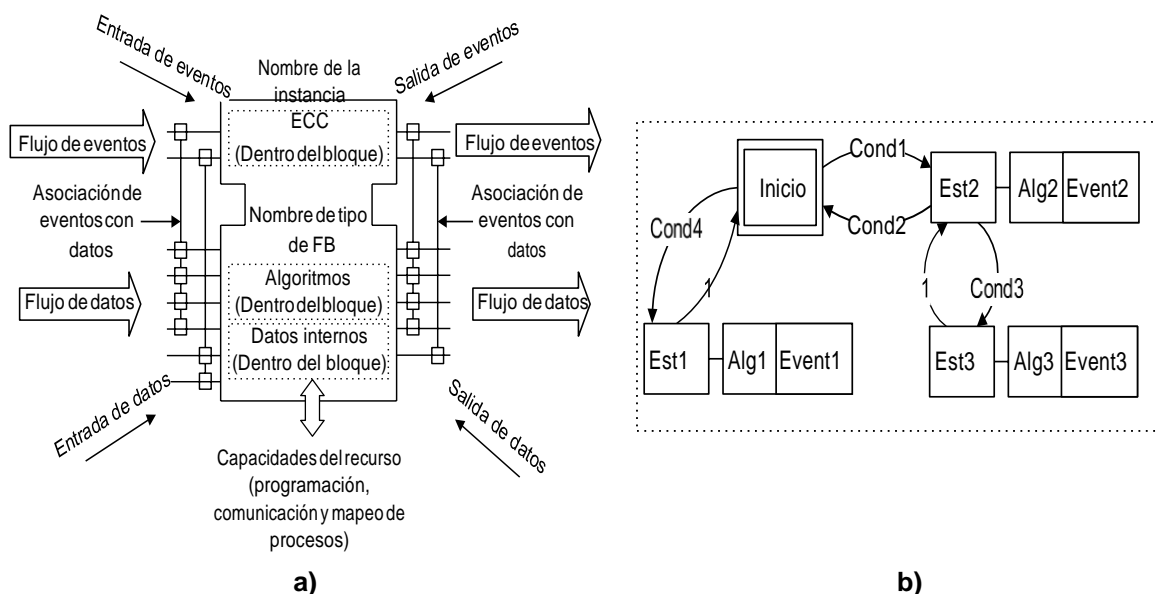 Entrada de eventos
Nombre de la
instancia
Salida de eventos
ECC
(Dentro del bloque)
Flujo de eventos
Flujo de eventos
Asociación de
eventos con
datos
Nombre de tipo
de FB
Asociación de
eventos con
datos
Algoritmos
(Dentro del bloque)
Flujo de datos
Flujo de datos
Datos internos
(Dentro del bloque)
Entrada de datos
Salida de datos
Capacidades del recurso
(programación,
comunicación y mapeo de
procesos)
a)
Inicio
Cond1
Cond2
Est2
Alg2
Event2
Cond4
1
1
Cond3
Est1
Alg1
Event1
Est3
Alg3
Event3
b)